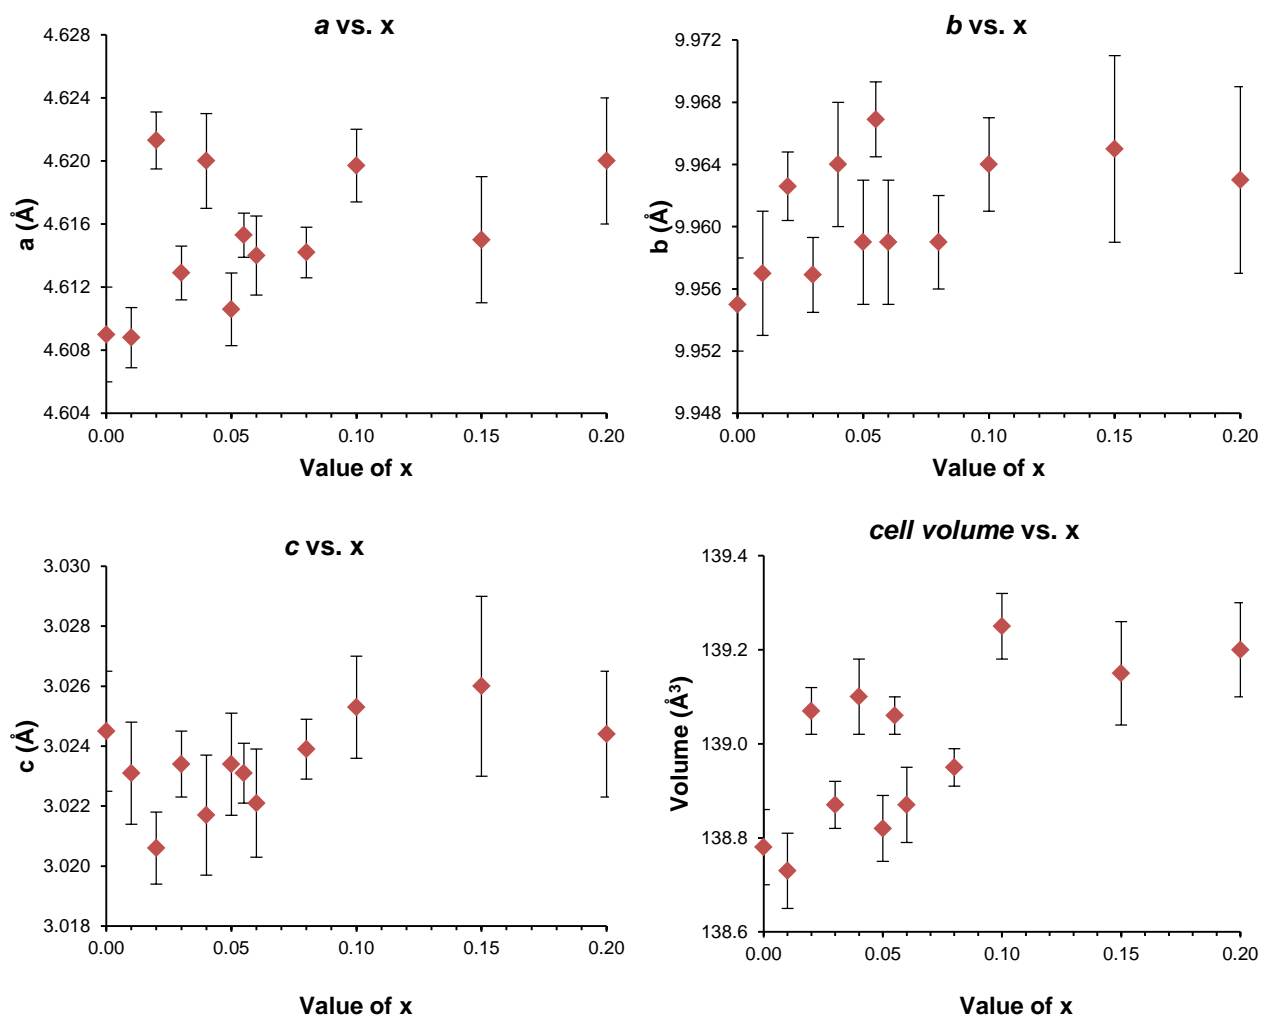 a vs. x
4.628
4.624
4.620
4.616
4.612
4.608
4.604
a (Å)
0.00 0.05 0.10 0.15 0.20
Value of x
b vs. x
9.972
9.968
9.964
9.960
9.956
9.952
9.948
b (Å)
0.00 0.05 0.10 0.15 0.20
Value of x
c vs. x
3.030
3.028
3.026
3.024
3.022
3.020
3.018
c (Å)
0.00 0.05 0.10 0.15 0.20
Value of x
cell volume vs. x
139.4
139.2
139.0
138.8
138.6
Volume (Å³)
0.00 0.05 0.10 0.15 0.20
Value of x